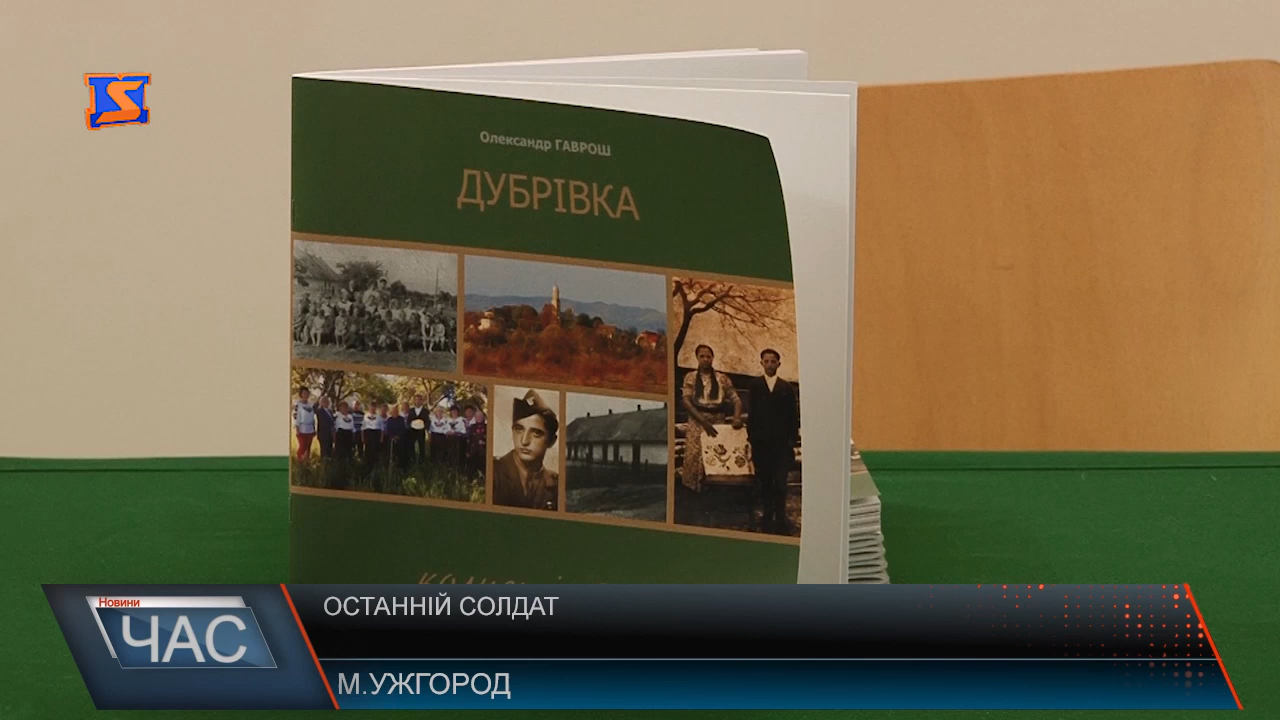 Олександр ГАВРОШ
ДУБРІВКА
Новини
ЧАС
ОСТАННІЙ СОЛДАТ
М.УЖГОРОД